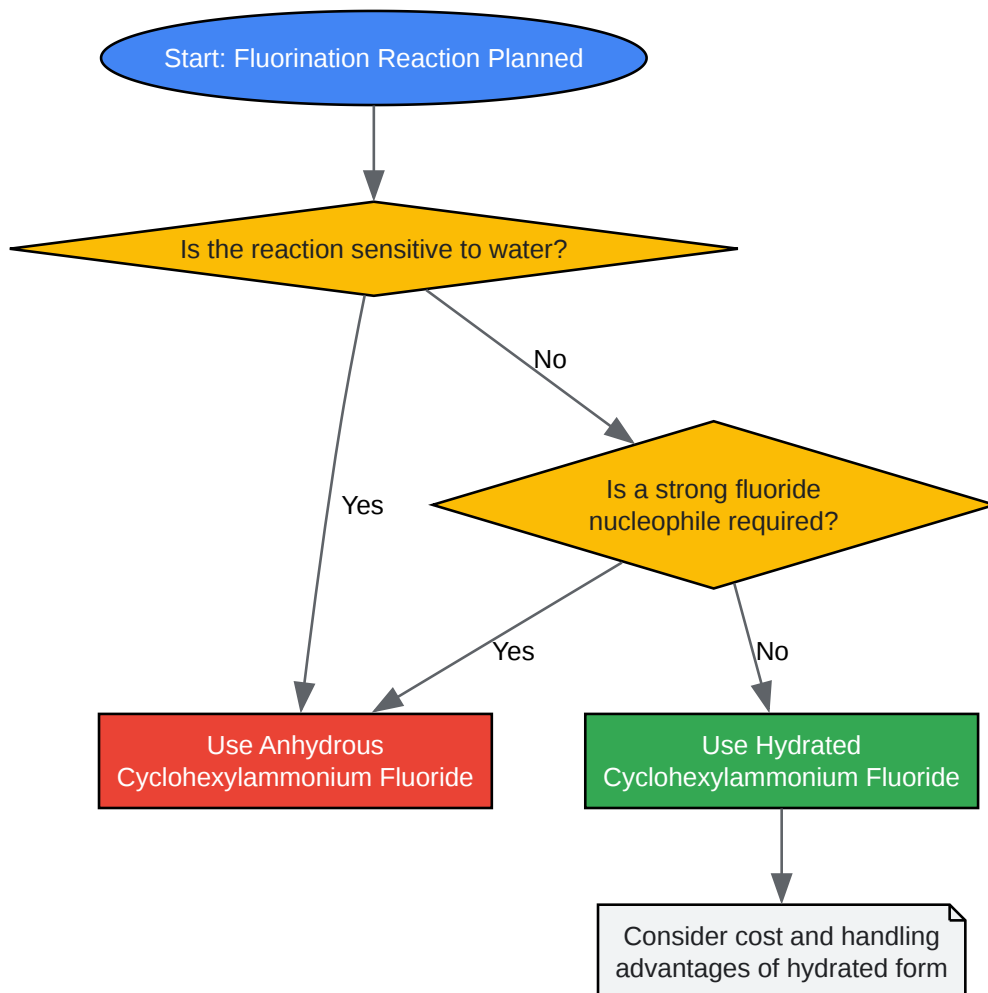 Start: Fluorination Reaction Planned
Is the reaction sensitive to water?
No
Is a strong fluoride
nucleophile required?
Yes
Yes
No
Use Anhydrous
Cyclohexylammonium Fluoride
Use Hydrated
Cyclohexylammonium Fluoride
Consider cost and handling
advantages of hydrated form